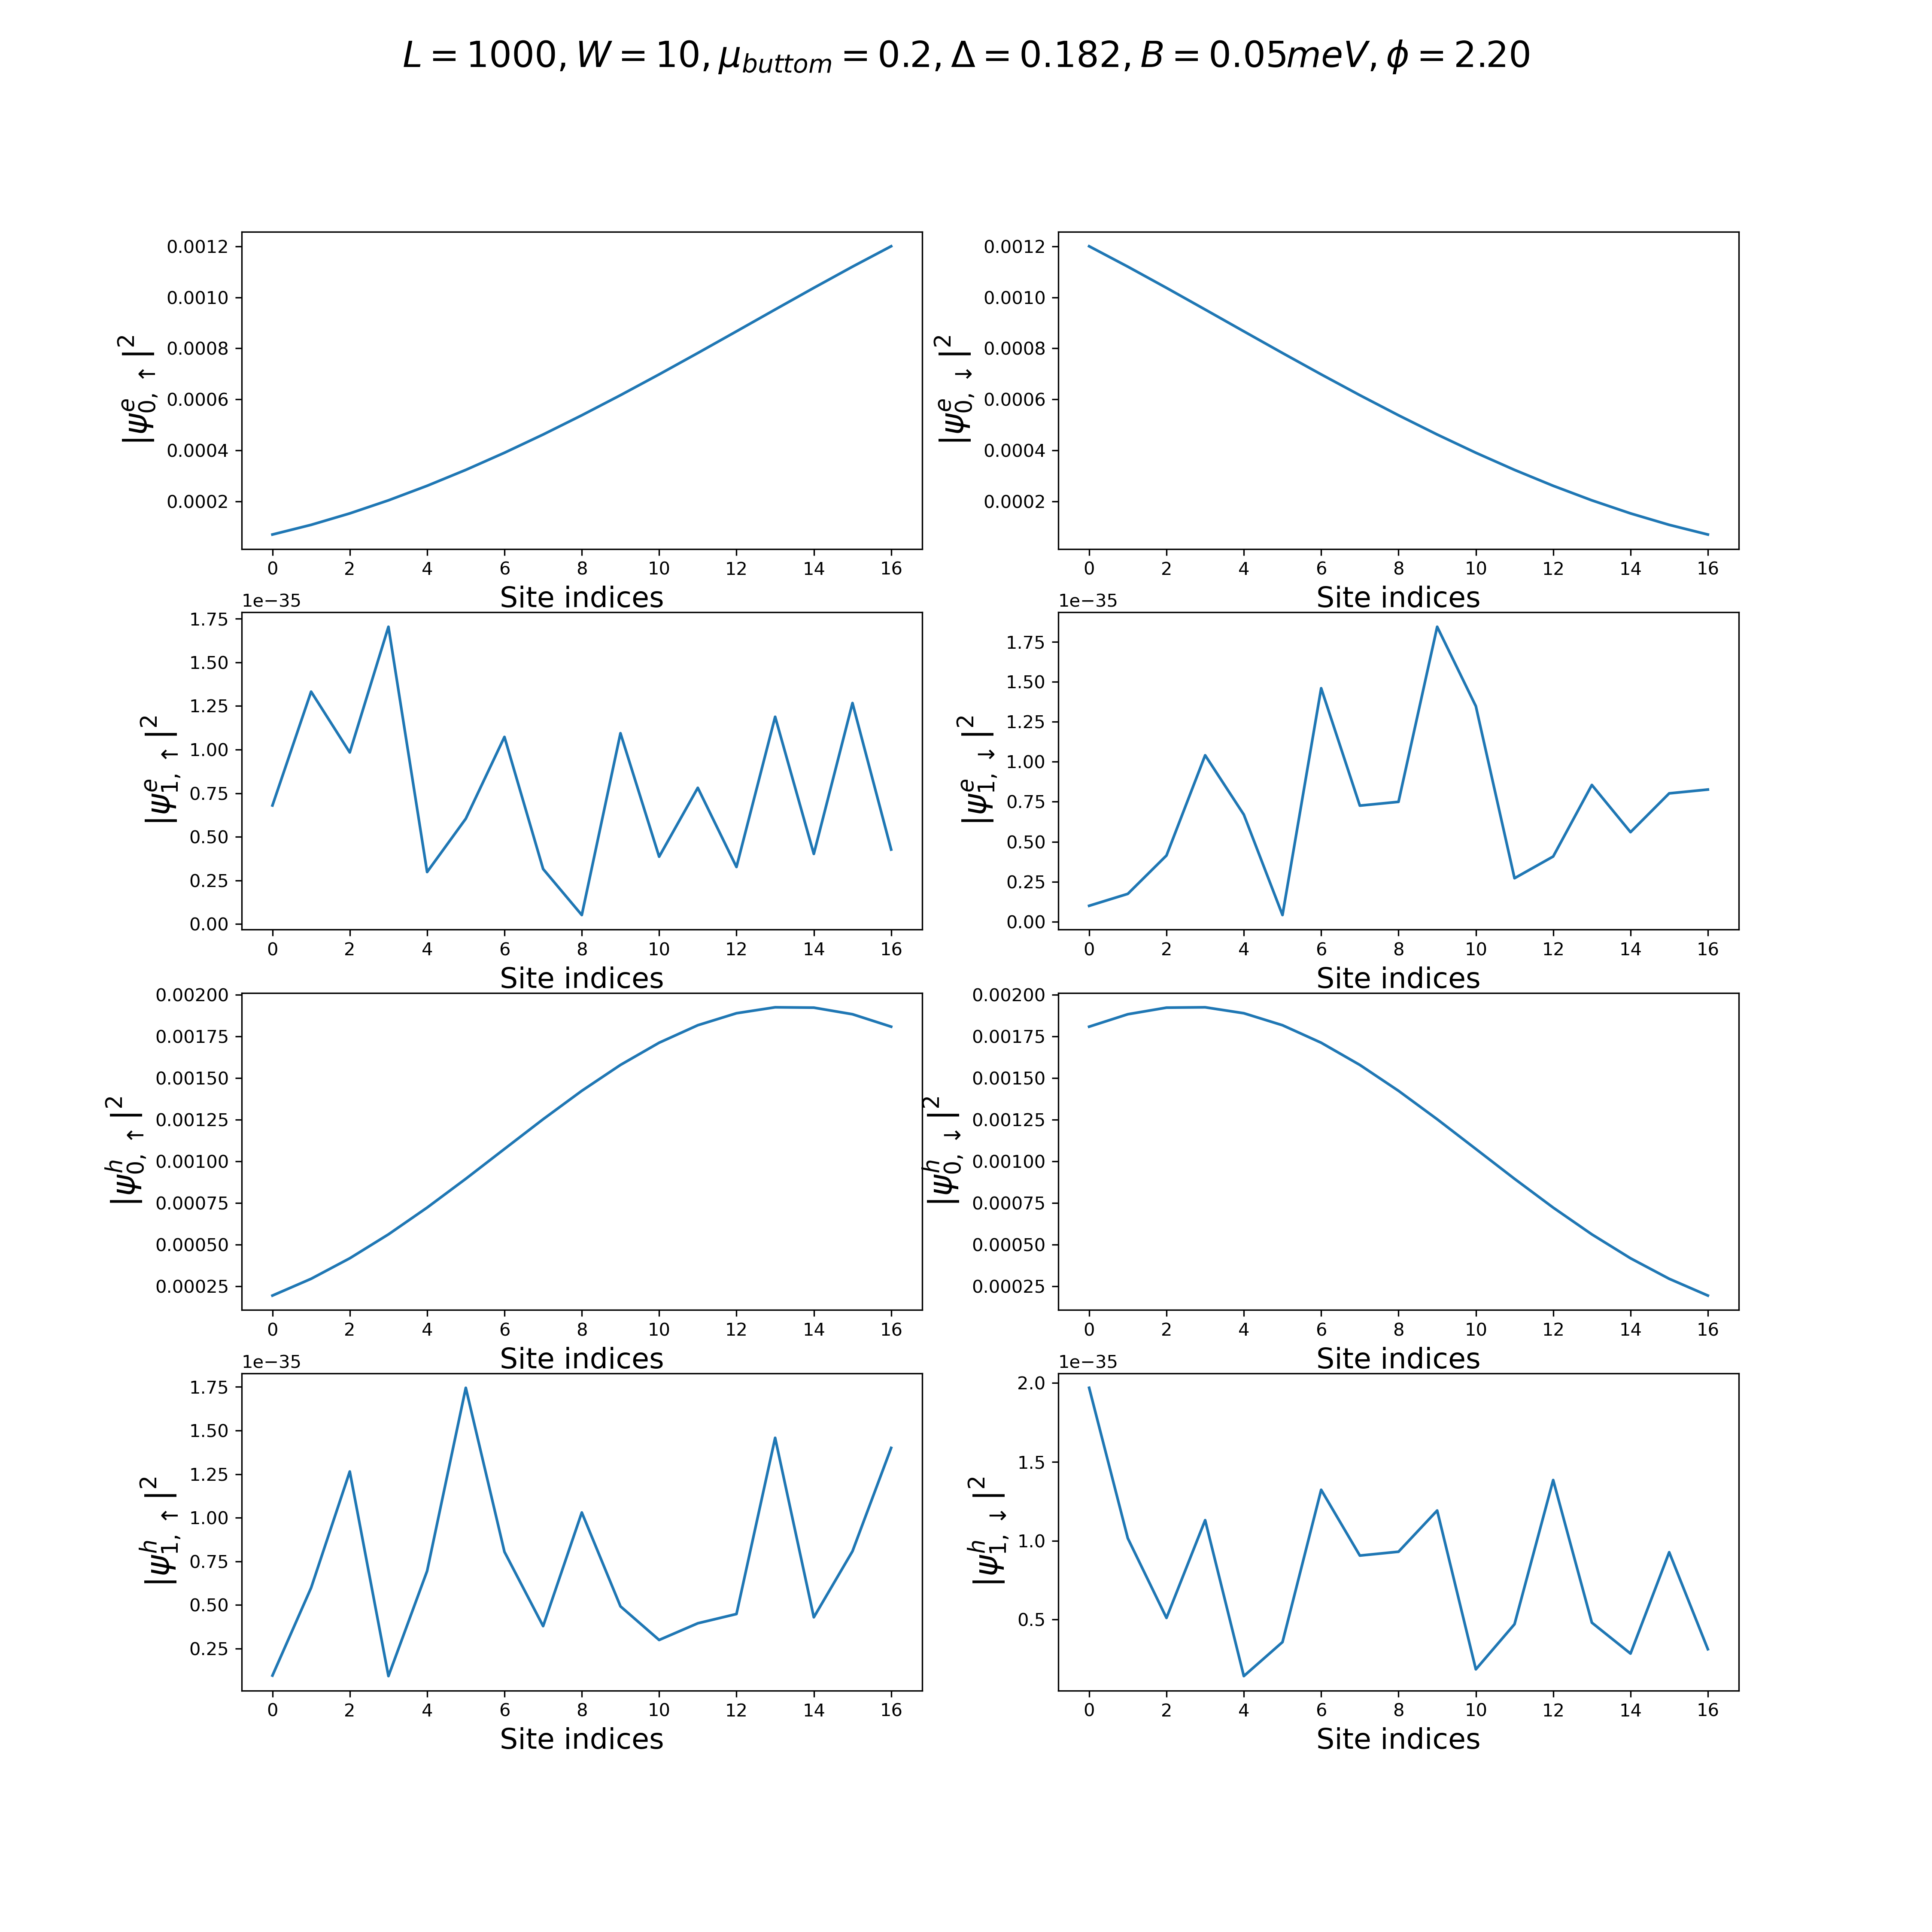 L = 1000, W = 10, μ_buttom = 0.2, Δ = 0.182, B = 0.05meV, ϕ = 2.20
|ψ^e_{0,↑}|^2
0.0012
0.0010
0.0008
0.0006
0.0004
0.0002
0 2 4 6 8 10 12 14 16
Site indices
|ψ^e_{0,↓}|^2
0.0012
0.0010
0.0008
0.0006
0.0004
0.0002
0 2 4 6 8 10 12 14 16
Site indices
1e−35
|ψ^e_{1,↑}|^2
1.75
1.50
1.25
1.00
0.75
0.50
0.25
0.00
0 2 4 6 8 10 12 14 16
Site indices
1e−35
|ψ^e_{1,↓}|^2
1.75
1.50
1.25
1.00
0.75
0.50
0.25
0.00
0 2 4 6 8 10 12 14 16
Site indices
|ψ^h_{0,↑}|^2
0.00200
0.00175
0.00150
0.00125
0.00100
0.00075
0.00050
0.00025
0 2 4 6 8 10 12 14 16
Site indices
|ψ^h_{0,↓}|^2
0.00200
0.00175
0.00150
0.00125
0.00100
0.00075
0.00050
0.00025
0 2 4 6 8 10 12 14 16
Site indices
1e−35
|ψ^h_{1,↑}|^2
1.75
1.50
1.25
1.00
0.75
0.50
0.25
0 2 4 6 8 10 12 14 16
Site indices
1e−35
|ψ^h_{1,↓}|^2
2.0
1.5
1.0
0.5
0 2 4 6 8 10 12 14 16
Site indices